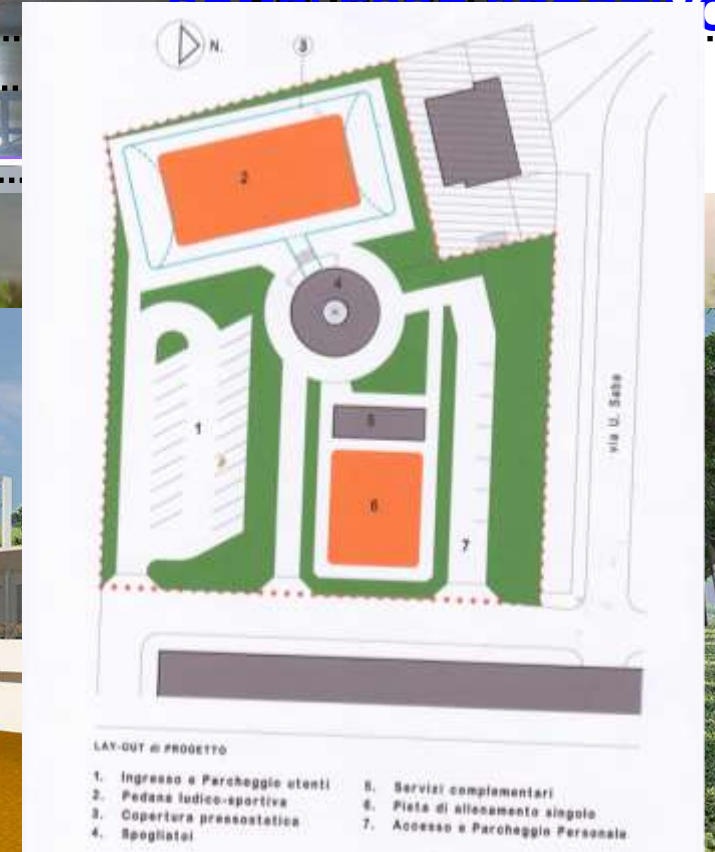 N.
3
2
4
1
5
6
7
via U. Saba
LAY-OUT di PROGETTO
1. Ingresso e Parcheggio utenti
2. Pedana ludico-sportiva
3. Copertura pressostatica
4. Spogliatoi
5. Servizi complementari
6. Pista di allenamento singolo
7. Accesso e Parcheggio Personale